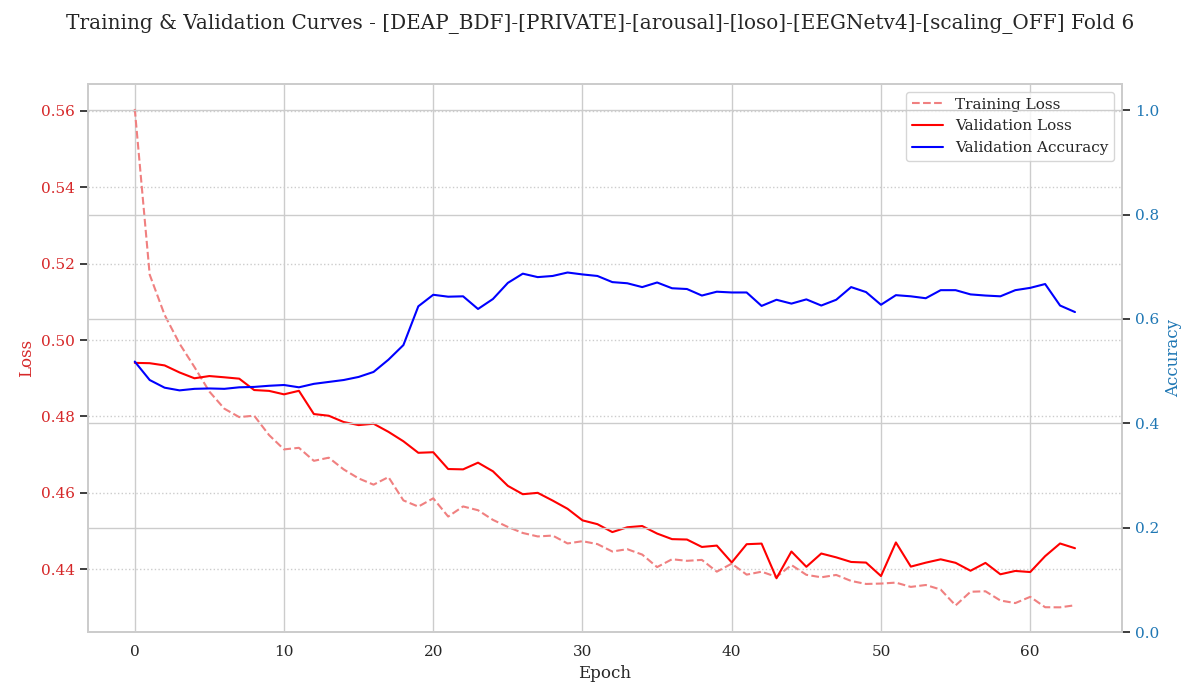 Training & Validation Curves - [DEAP_BDF]-[PRIVATE]-[arousal]-[loso]-[EEGNetv4]-[scaling_OFF] Fold 6
Training Loss
Validation Loss
Validation Accuracy
0.56
0.54
0.52
0.50
0.48
0.46
0.44
Loss
1.0
0.8
0.6
0.4
0.2
0.0
Accuracy
0
10
20
30
40
50
60
Epoch